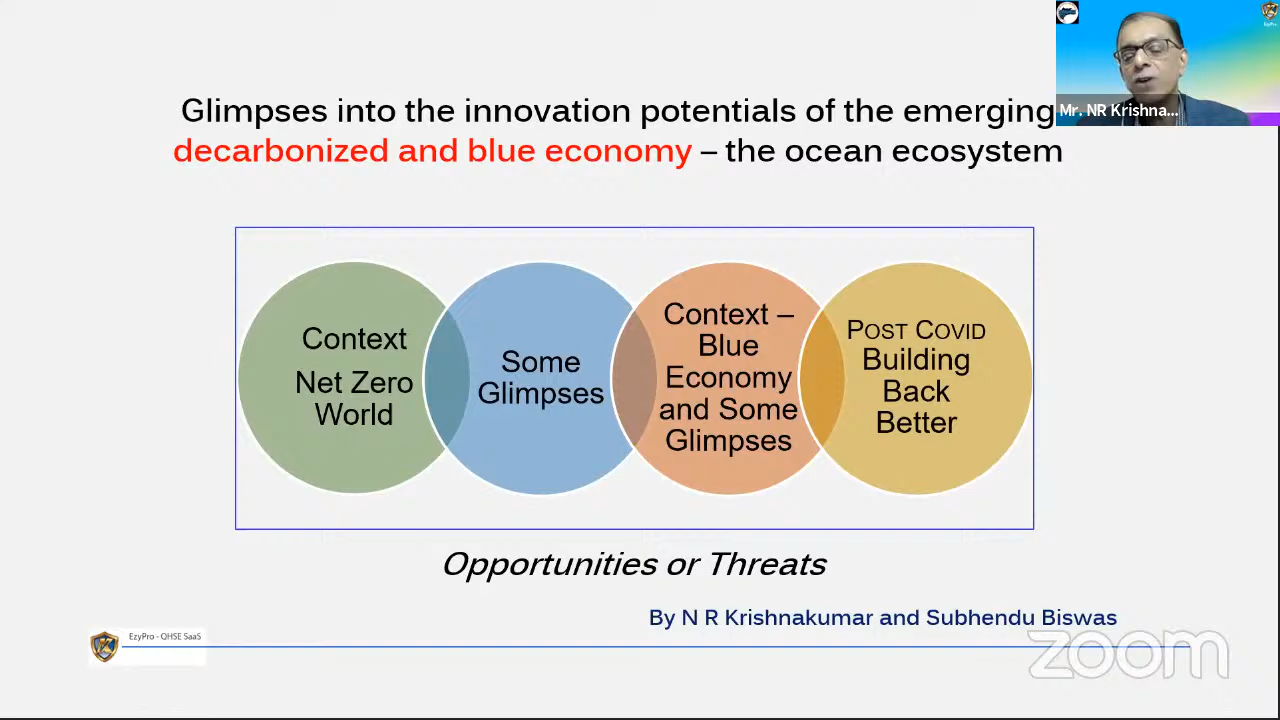 Glimpses into the innovation potentials of the emerging
decarbonized and blue economy – the ocean ecosystem
Mr. NR Krishna...
Context
Net Zero
World
Some
Glimpses
Context –
Blue
Economy
and Some
Glimpses
POST COVID
Building
Back
Better
Opportunities or Threats
By N R Krishnakumar and Subhendu Biswas
EzyPro - QHSE SaaS
zoom